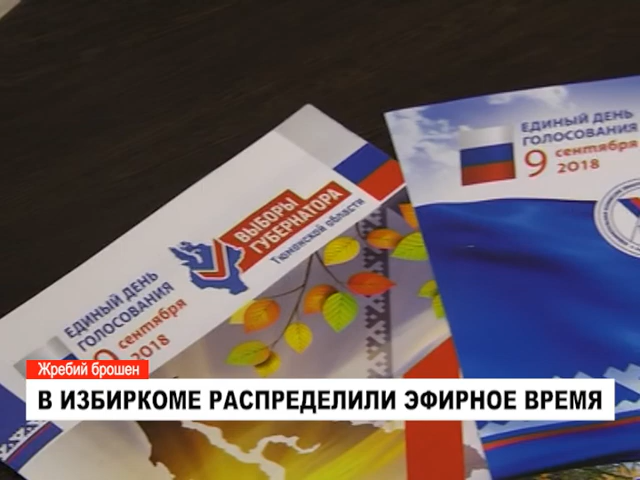 ЕДИНЫЙ ДЕНЬ
ГОЛОСОВАНИЯ
9 сентября
2018
ВЫБОРЫ
ГУБЕРНАТОРА
Тюменской области
ЕДИНЫЙ ДЕНЬ
ГОЛОСОВАНИЯ
9 сентября
2018
Жребий брошен
В ИЗБИРКОМЕ РАСПРЕДЕЛИЛИ ЭФИРНОЕ ВРЕМЯ